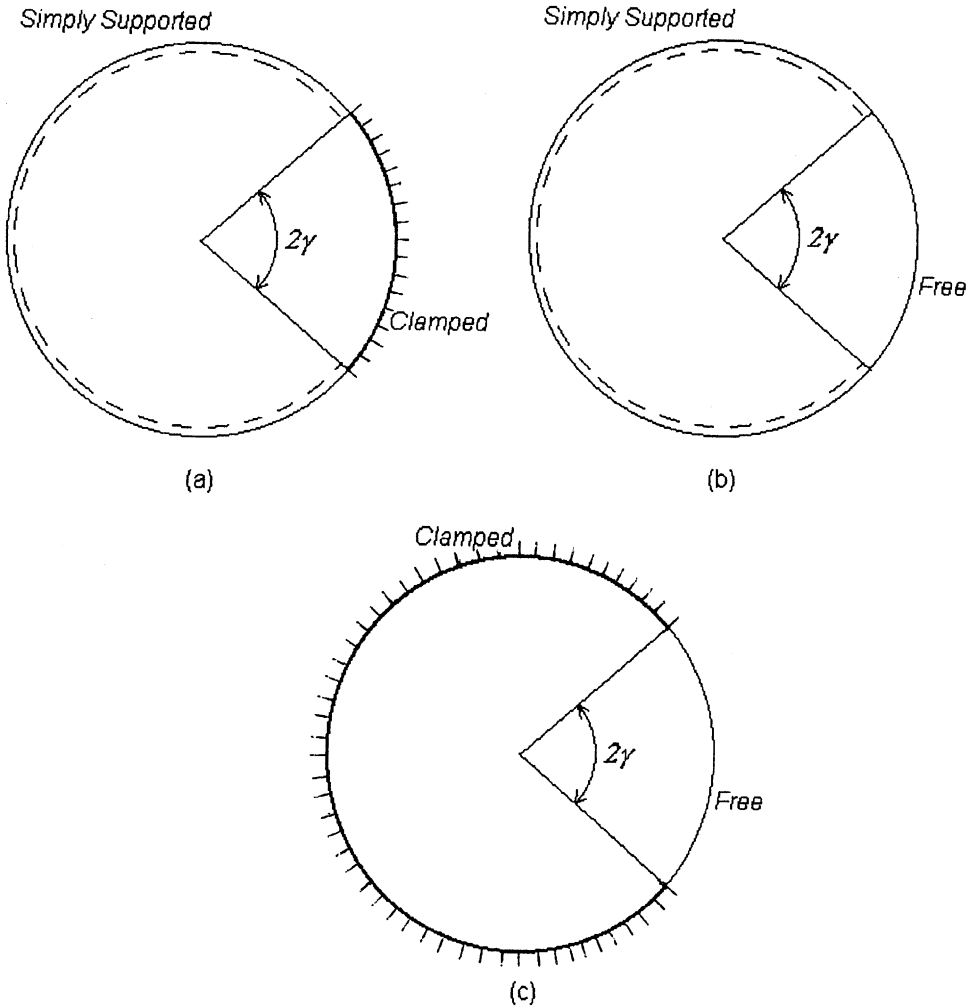 Simply Supported
Simply Supported
2γ
2γ
Clamped
Free
(a)
(b)
Clamped
2γ
Free
(c)